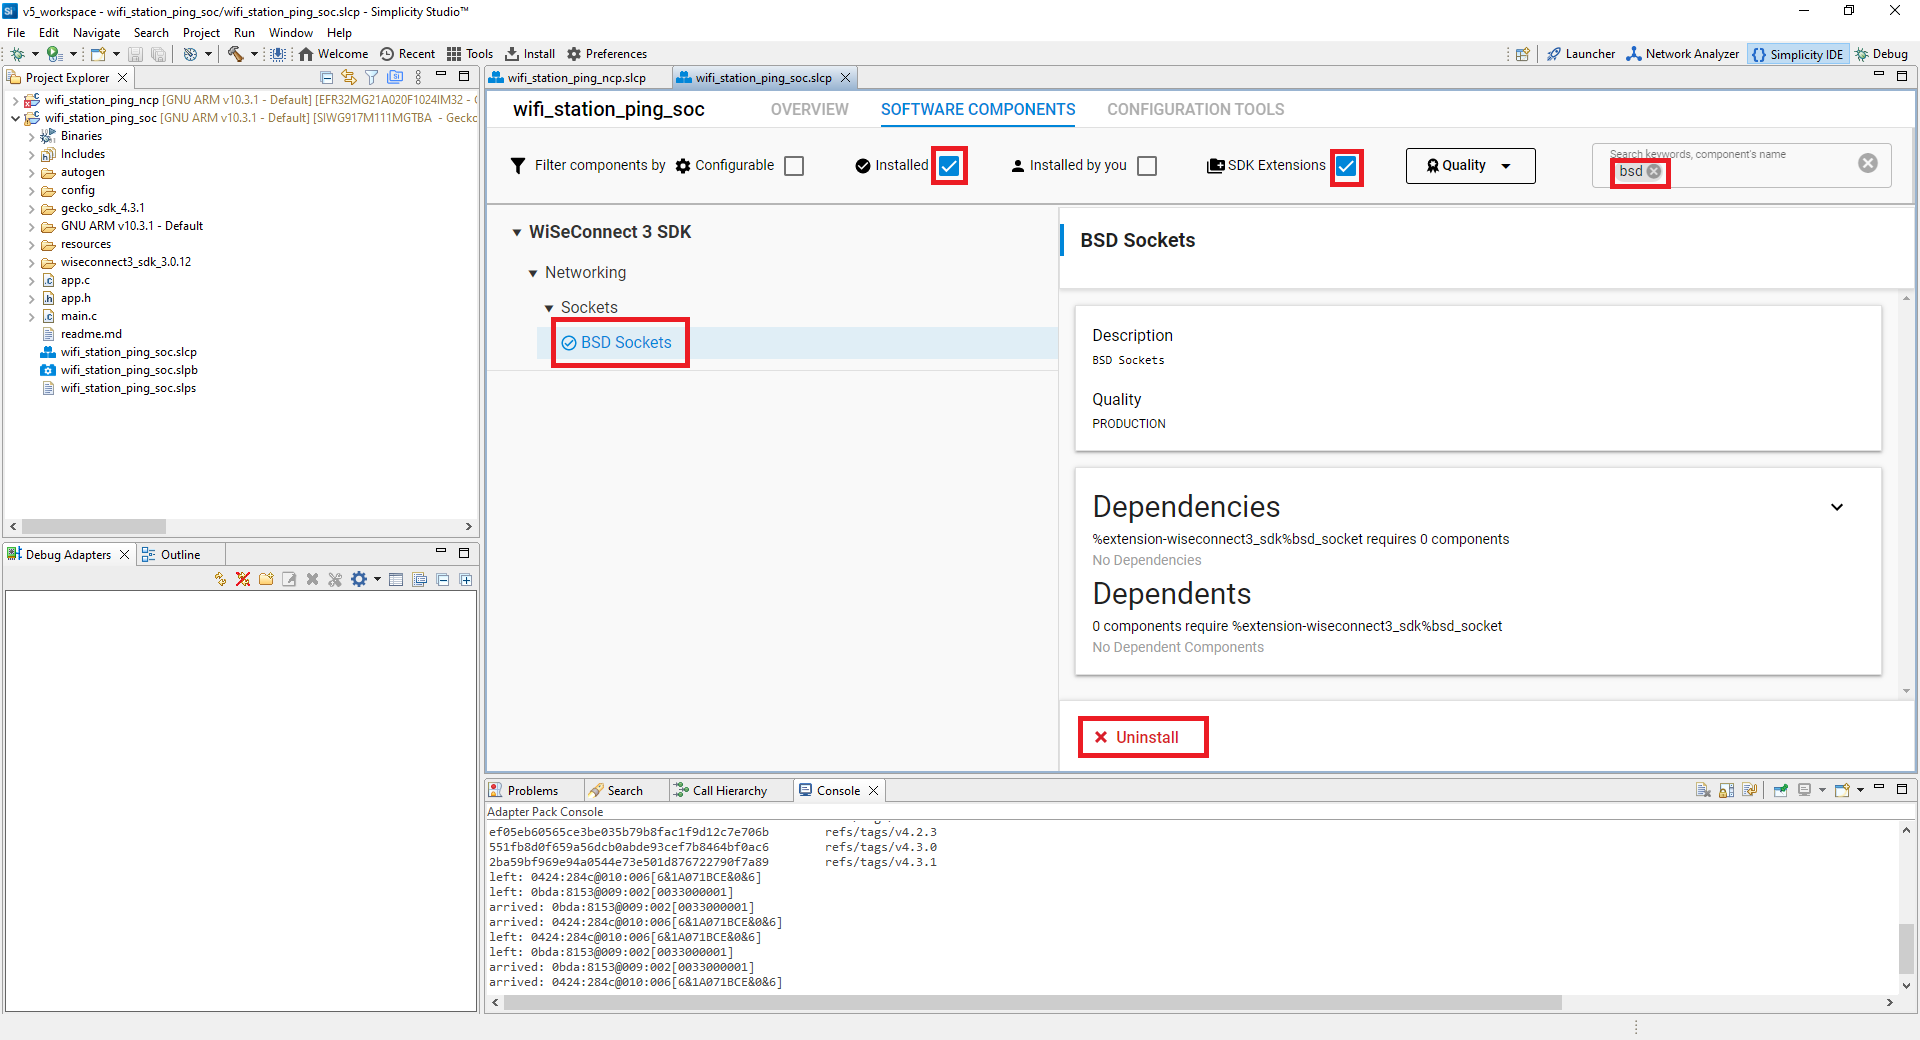 v5_workspace - wifi_station_ping_soc/wifi_station_ping_soc.slcp - Simplicity Studio™
File Edit Navigate Search Project Run Window Help
Welcome Recent Tools Install Preferences
Launcher Network Analyzer Simplicity IDE Debug
Project Explorer
wifi_station_ping_ncp [GNU ARM v10.3.1 - Default] [EFR32MG21A020F1024IM32 -
wifi_station_ping_soc [GNU ARM v10.3.1 - Default] [SIWG917M111MGTBA - Gecko
Binaries
Includes
autogen
config
gecko_sdk_4.3.1
GNU ARM v10.3.1 - Default
resources
wiseconnect3_sdk_3.0.12
app.c
app.h
main.c
readme.md
wifi_station_ping_soc.slcp
wifi_station_ping_soc.slpb
wifi_station_ping_soc.slps
Debug Adapters
Outline
wifi_station_ping_ncp.slcp
wifi_station_ping_soc.slcp
wifi_station_ping_soc OVERVIEW SOFTWARE COMPONENTS CONFIGURATION TOOLS
Filter components by Configurable Installed Installed by you SDK Extensions Quality
Search keywords, component's name
bsd
WiSeConnect 3 SDK
Networking
Sockets
BSD Sockets
BSD Sockets
Description
BSD Sockets
Quality
PRODUCTION
Dependencies
%extension-wiseconnect3_sdk%bsd_socket requires 0 components
No Dependencies
Dependents
0 components require %extension-wiseconnect3_sdk%bsd_socket
No Dependent Components
Uninstall
Problems Search Call Hierarchy Console
Adapter Pack Console
ef05eb60565ce3be035b79b8fac1f9d12c7e706b refs/tags/v4.2.3
551fb8d0f659a56dcb0abde93cef7b8464bf0ac6 refs/tags/v4.3.0
2ba59bf969e94a0544e73e501d876722790f7a89 refs/tags/v4.3.1
left: 0424:284c@010:006[6&1A071BCE&0&6]
left: 0bda:8153@009:002[0033000001]
arrived: 0bda:8153@009:002[0033000001]
arrived: 0424:284c@010:006[6&1A071BCE&0&6]
left: 0424:284c@010:006[6&1A071BCE&0&6]
left: 0bda:8153@009:002[0033000001]
arrived: 0bda:8153@009:002[0033000001]
arrived: 0424:284c@010:006[6&1A071BCE&0&6]